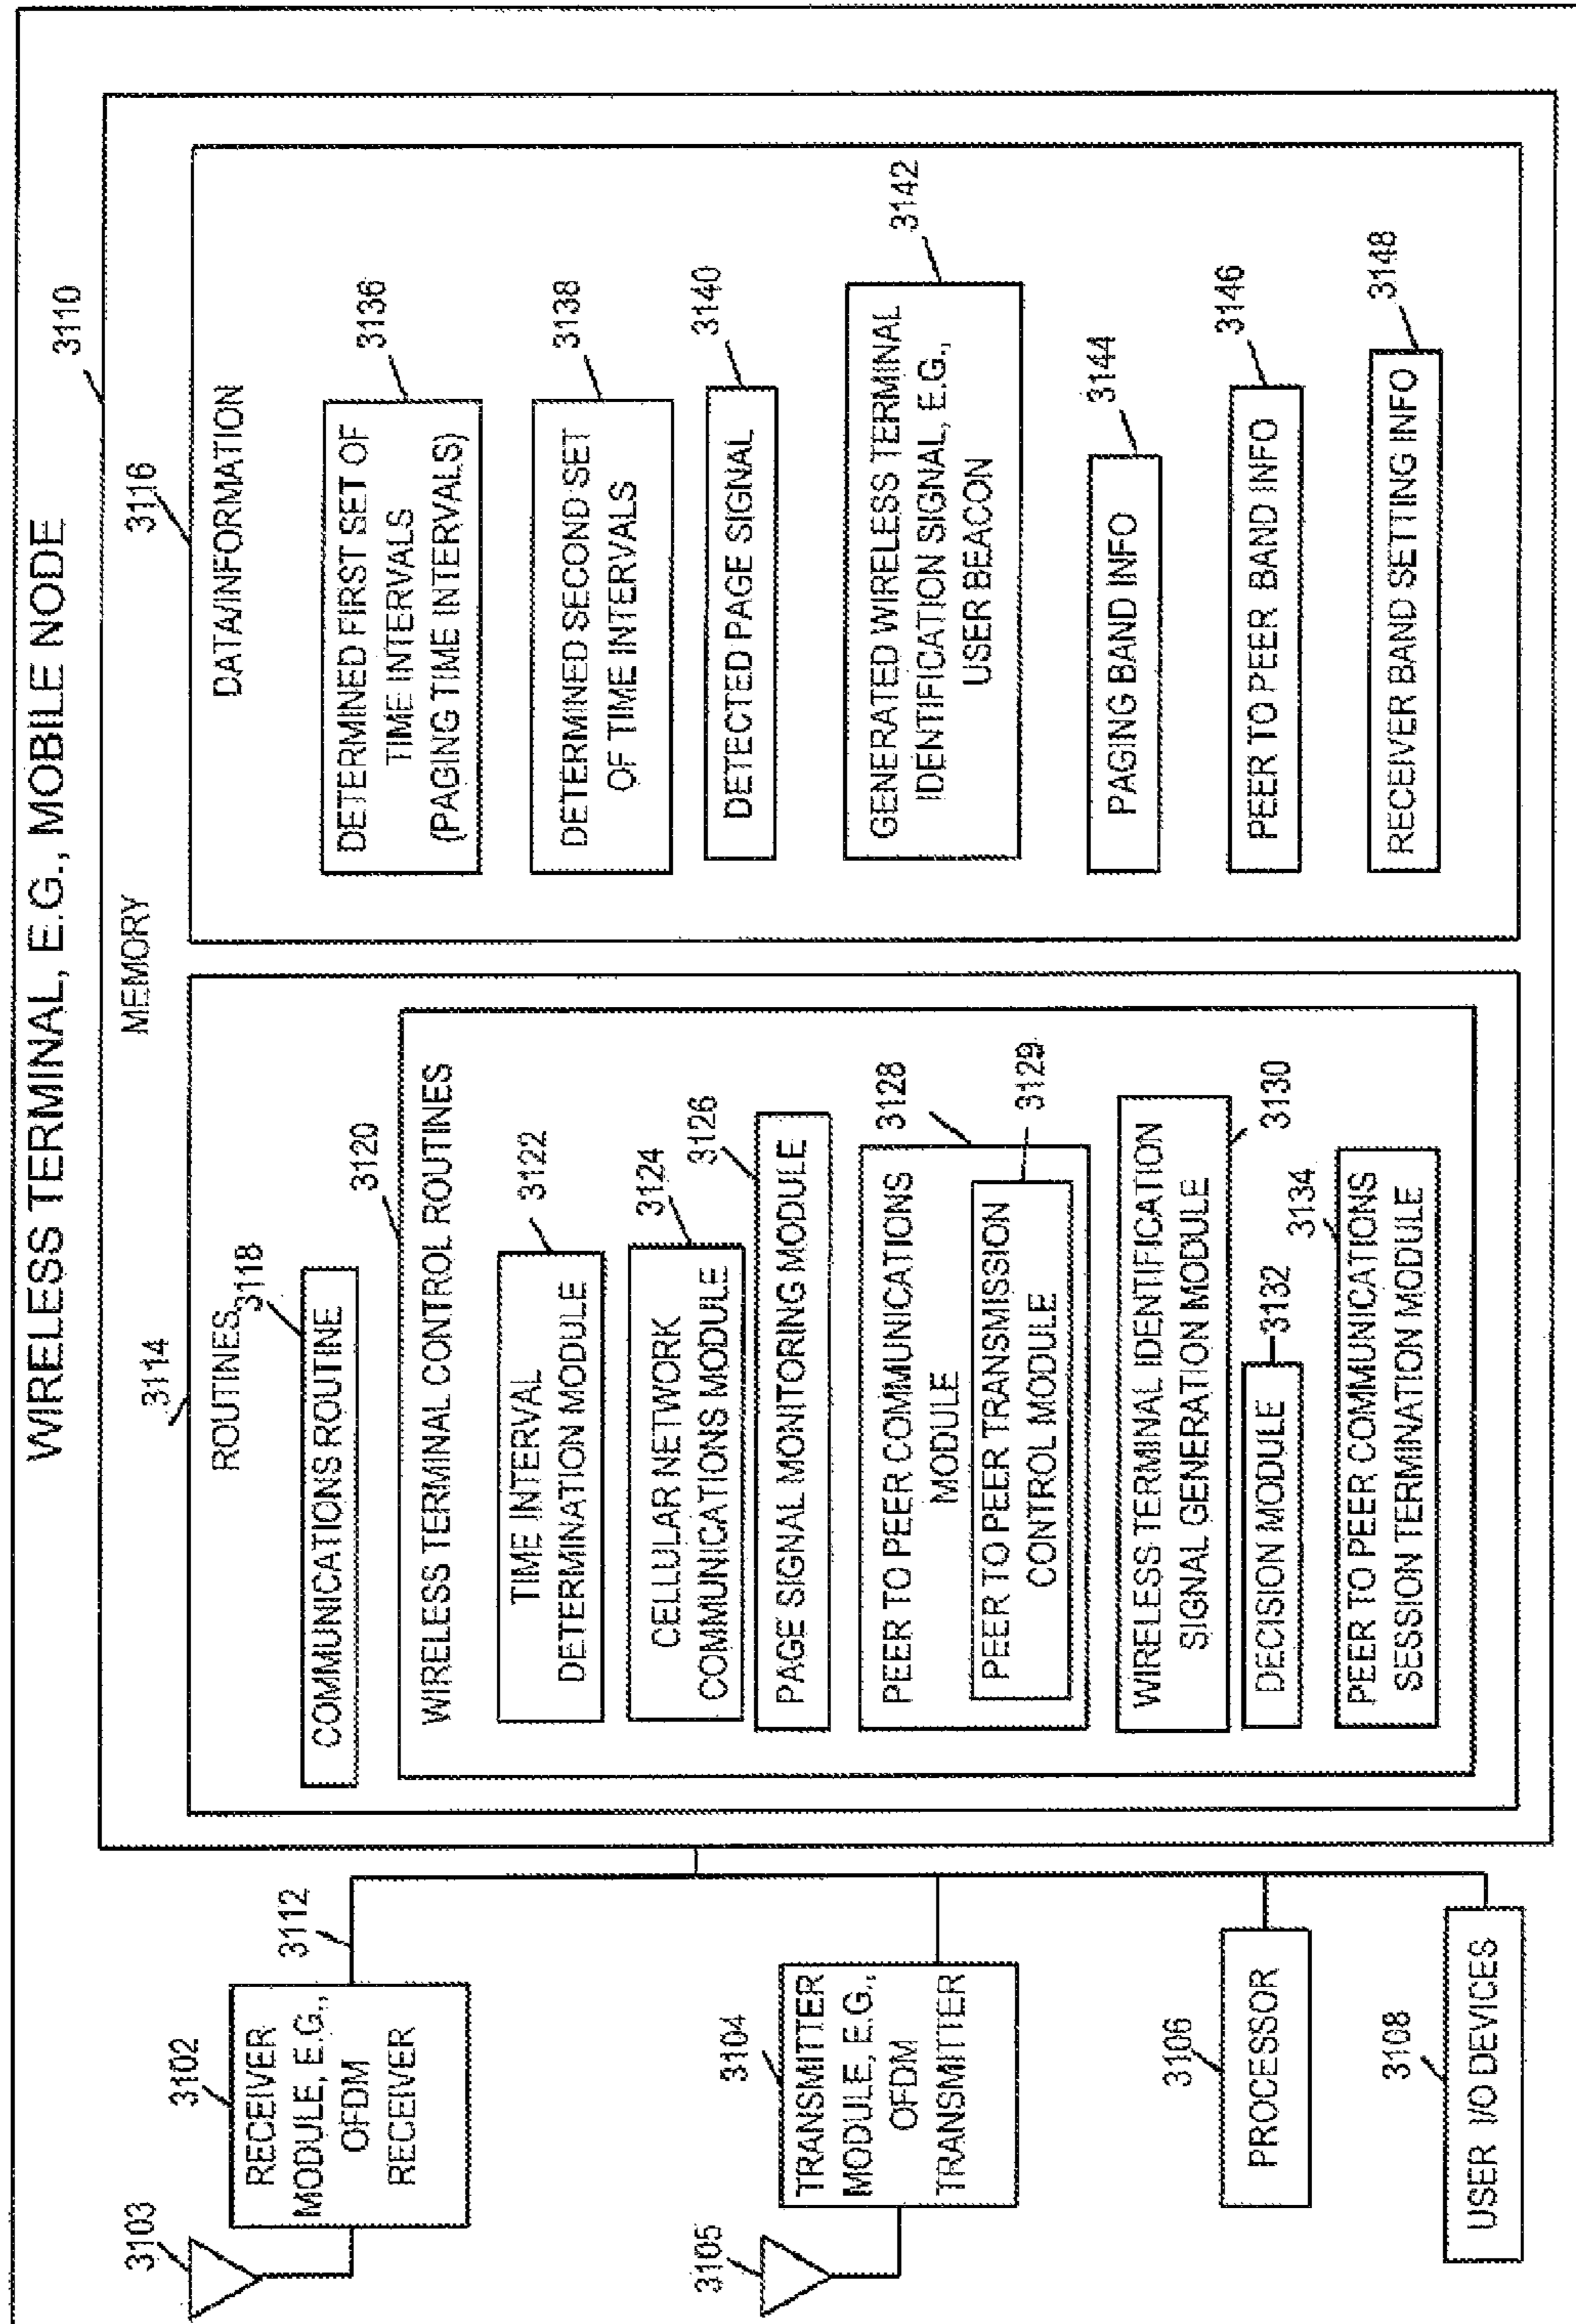 WIRELESS TERMINAL, E.G., MOBILE NODE
3110
MEMORY
3103
3102
RECEIVER
MODULE, E.G.,
OFDM
RECEIVER
3112
3105
3104
TRANSMITTER
MODULE, E.G.,
OFDM
TRANSMITTER
3106
PROCESSOR
3108
USER I/O DEVICES
3114
ROUTINES
3118
COMMUNICATIONS ROUTINE
3120
WIRELESS TERMINAL CONTROL ROUTINES
3122
TIME INTERVAL
DETERMINATION MODULE
3124
CELLULAR NETWORK
COMMUNICATIONS MODULE
3126
PAGE SIGNAL MONITORING MODULE
3128
PEER TO PEER COMMUNICATIONS
MODULE
3129
PEER TO PEER TRANSMISSION
CONTROL MODULE
WIRELESS TERMINAL IDENTIFICATION
SIGNAL GENERATION MODULE
3130
DECISION MODULE
3132
3134
PEER TO PEER COMMUNICATIONS
SESSION TERMINATION MODULE
3116
DATA/INFORMATION
3136
DETERMINED FIRST SET OF
TIME INTERVALS
(PAGING TIME INTERVALS)
3138
DETERMINED SECOND SET
OF TIME INTERVALS
3140
DETECTED PAGE SIGNAL
3142
GENERATED WIRELESS TERMINAL
IDENTIFICATION SIGNAL, E.G.,
USER BEACON
3144
PAGING BAND INFO
3146
PEER TO PEER BAND INFO
3148
RECEIVER BAND SETTING INFO